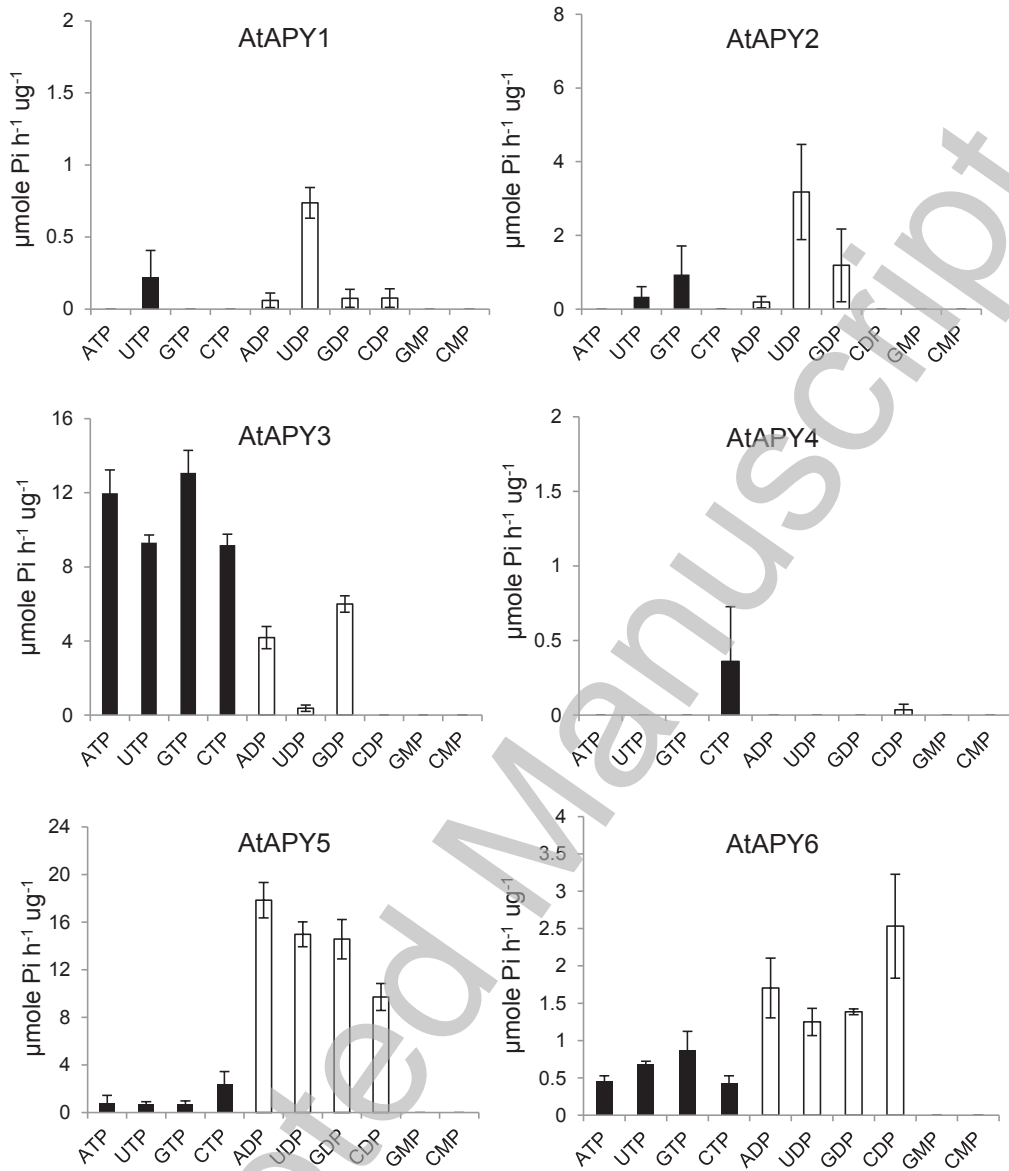 AtAPY1
2
1.5
1
0.5
0
µmole Pi h-1 ug-1
ATP UTP GTP CTP ADP UDP GDP CDP GMP CMP
AtAPY2
8
6
4
2
0
µmole Pi h-1 ug-1
ATP UTP GTP CTP ADP UDP GDP CDP GMP CMP
AtAPY3
16
12
8
4
0
µmole Pi h-1 ug-1
ATP UTP GTP CTP ADP UDP GDP CDP GMP CMP
AtAPY4
2
1.5
1
0.5
0
µmole Pi h-1 ug-1
ATP UTP GTP CTP ADP UDP GDP CDP GMP CMP
AtAPY5
24
20
16
12
8
4
0
µmole Pi h-1 ug-1
ATP UTP GTP CTP ADP UDP GDP CDP GMP CMP
AtAPY6
4
3.5
3
2.5
2
1.5
1
0.5
0
µmole Pi h-1 ug-1
ATP UTP GTP CTP ADP UDP GDP CDP GMP CMP
pted Manuscript